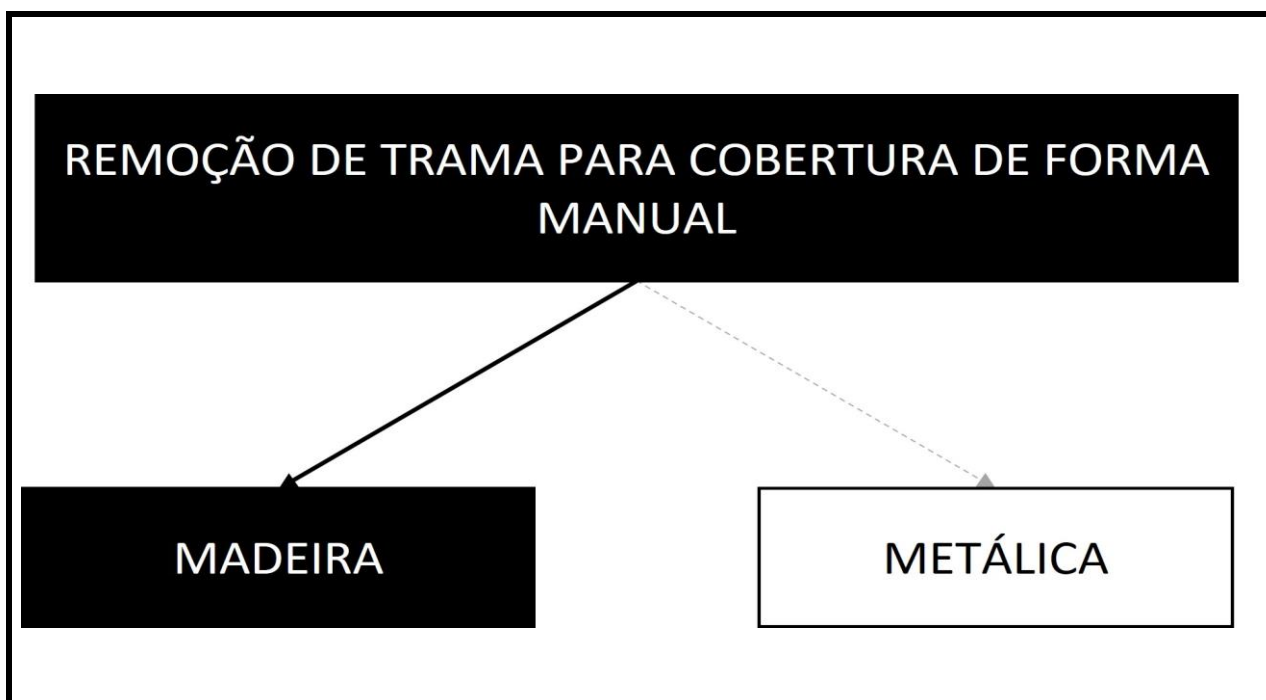 REMOÇÃO DE TRAMA PARA COBERTURA DE FORMA
MANUAL
MADEIRA
METÁLICA